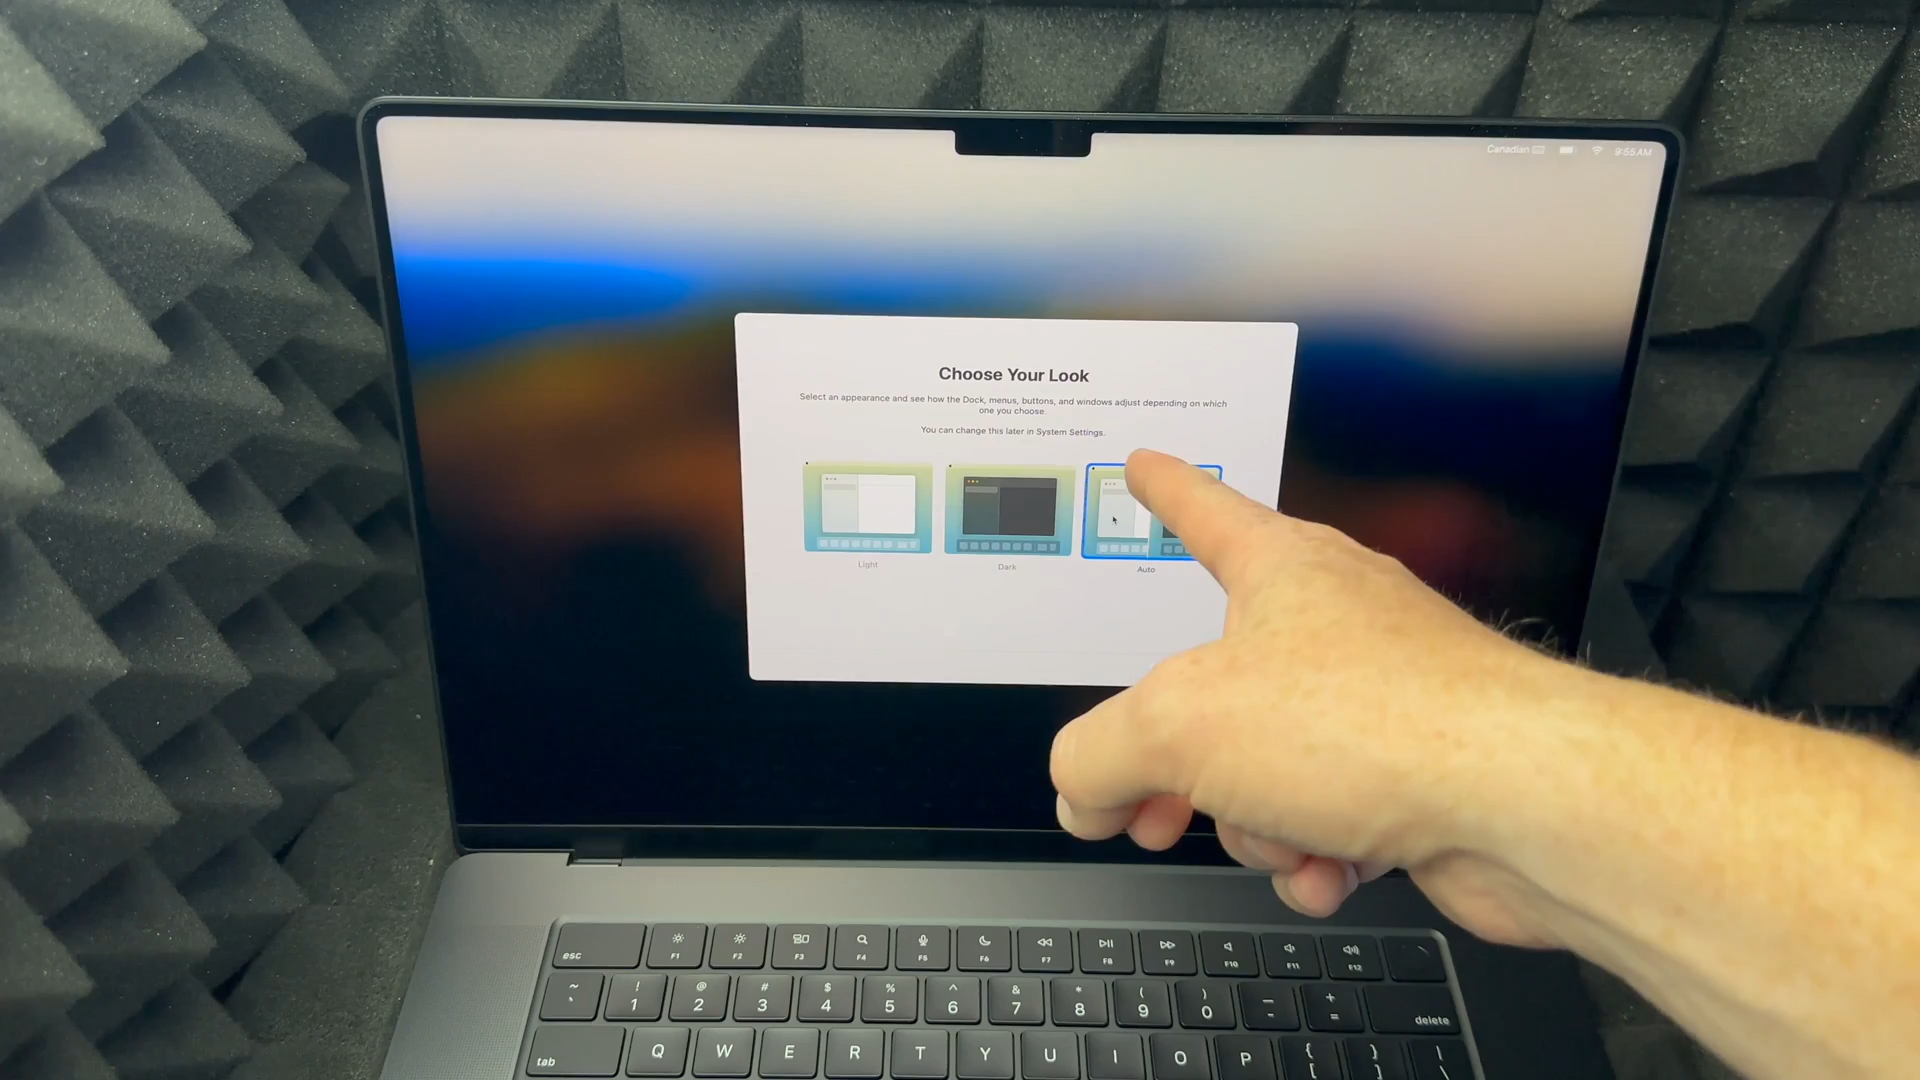 Canadian 9:55 AM
Choose Your Look
Select an appearance and see how the Dock, menus, buttons, and windows adjust depending on which
one you choose.
You can change this later in System Settings.
Light Dark Auto
esc F1 F2 F3 F4 F5 F6 F7 F8 F9 F10 F11 F12
~ ! @ # $ % ^ & * ( ) — +
` 1 2 3 4 5 6 7 8 9 0 - = delete
tab Q W E R T Y U I O P { [ } ] | \